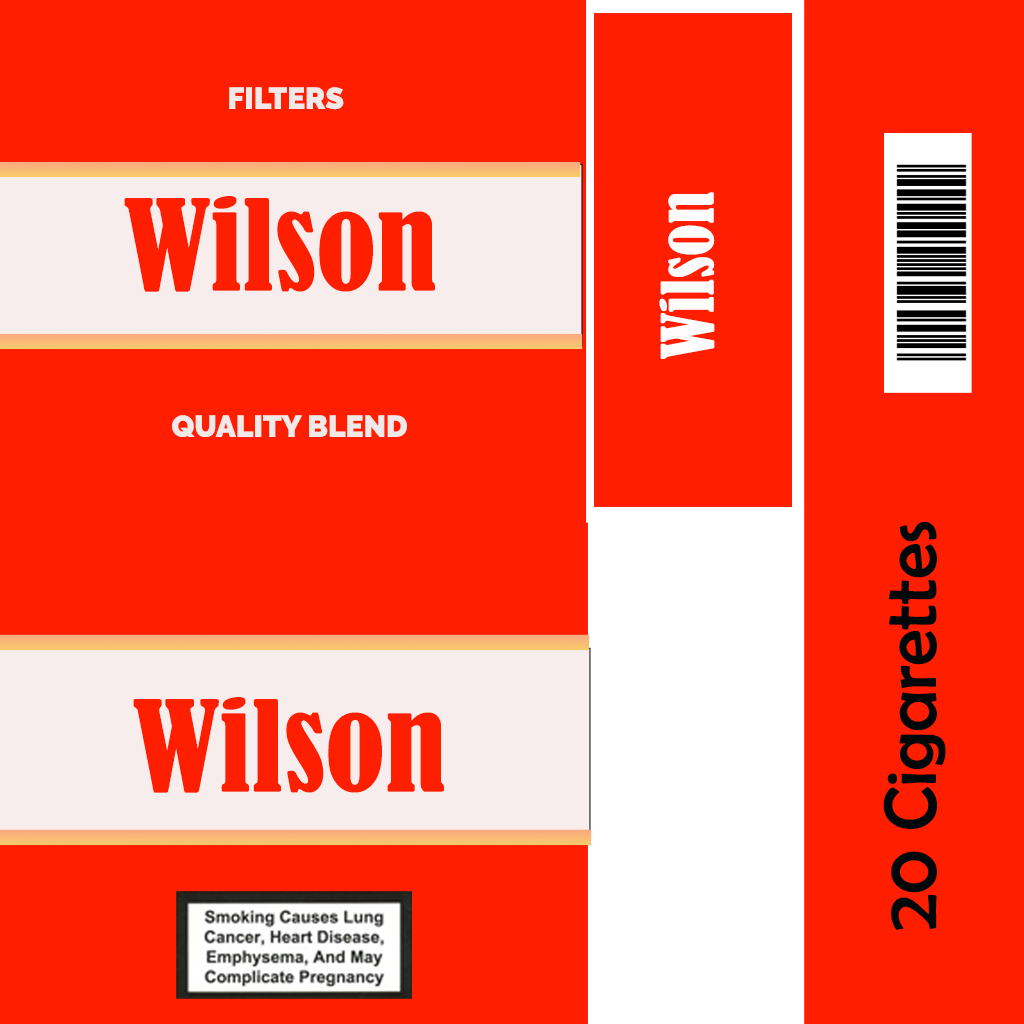 FILTERS
Wilson
QUALITY BLEND
Wilson
Smoking Causes Lung
Cancer, Heart Disease,
Emphysema, And May
Complicate Pregnancy
Wilson
20 Cigarettes